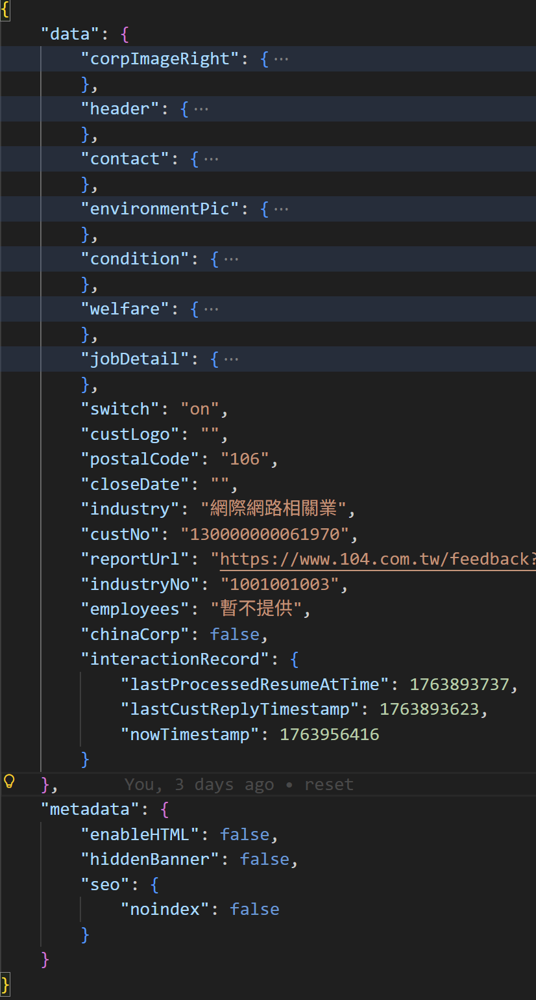 {
"data": {
"corpImageRight": { ...
},
"header": { ...
},
"contact": { ...
},
"environmentPic": { ...
},
"condition": { ...
},
"welfare": { ...
},
"jobDetail": { ...
},
"switch": "on",
"custLogo": "",
"postalCode": "106",
"closeDate": "",
"industry": "網際網路相關業",
"custNo": "130000000061970",
"reportUrl": "https://www.104.com.tw/feedback?
"industryNo": "1001001003",
"employees": "暫不提供",
"chinaCorp": false,
"interactionRecord": {
"lastProcessedResumeAtTime": 1763893737,
"lastCustReplyTimestamp": 1763893623,
"nowTimestamp": 1763956416
}
}, You, 3 days ago • reset
"metadata": {
"enableHTML": false,
"hiddenBanner": false,
"seo": {
"noindex": false
}
}
}